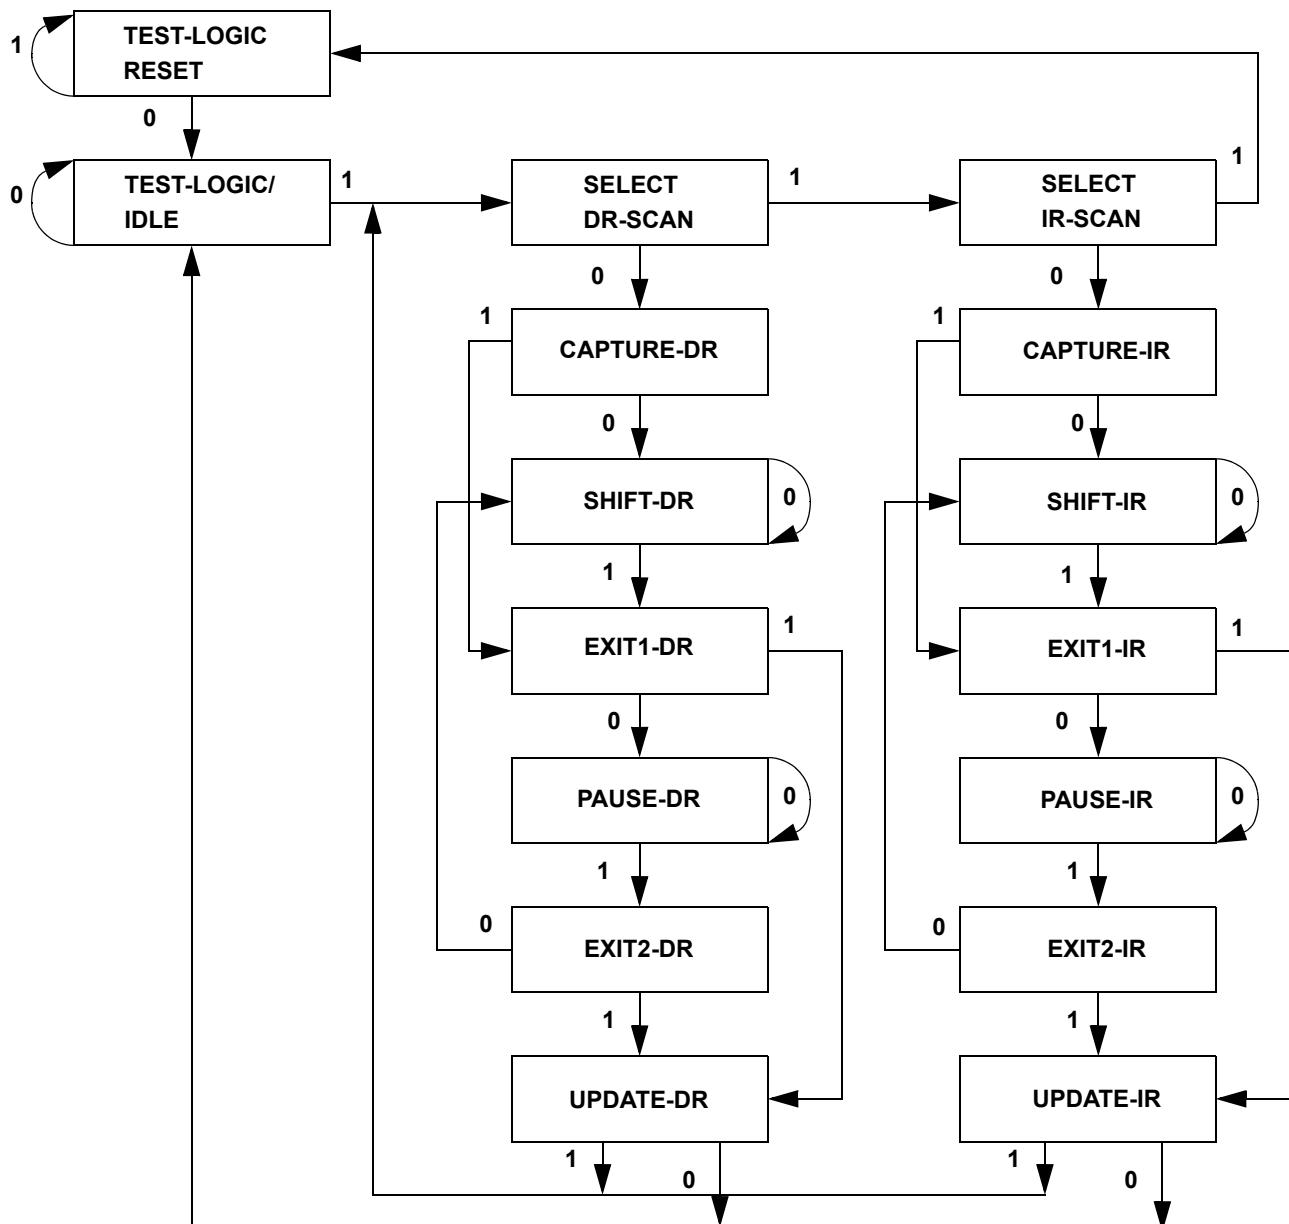 1
TEST-LOGIC
RESET
0
0
TEST-LOGIC/
IDLE
1
SELECT
DR-SCAN
1
SELECT
IR-SCAN
1
0
0
1
CAPTURE-DR
1
CAPTURE-IR
0
0
SHIFT-DR
0
SHIFT-IR
0
1
1
EXIT1-DR
1
EXIT1-IR
1
0
0
PAUSE-DR
0
PAUSE-IR
0
1
1
0
EXIT2-DR
0
EXIT2-IR
1
1
UPDATE-DR
UPDATE-IR
1
0
1
0